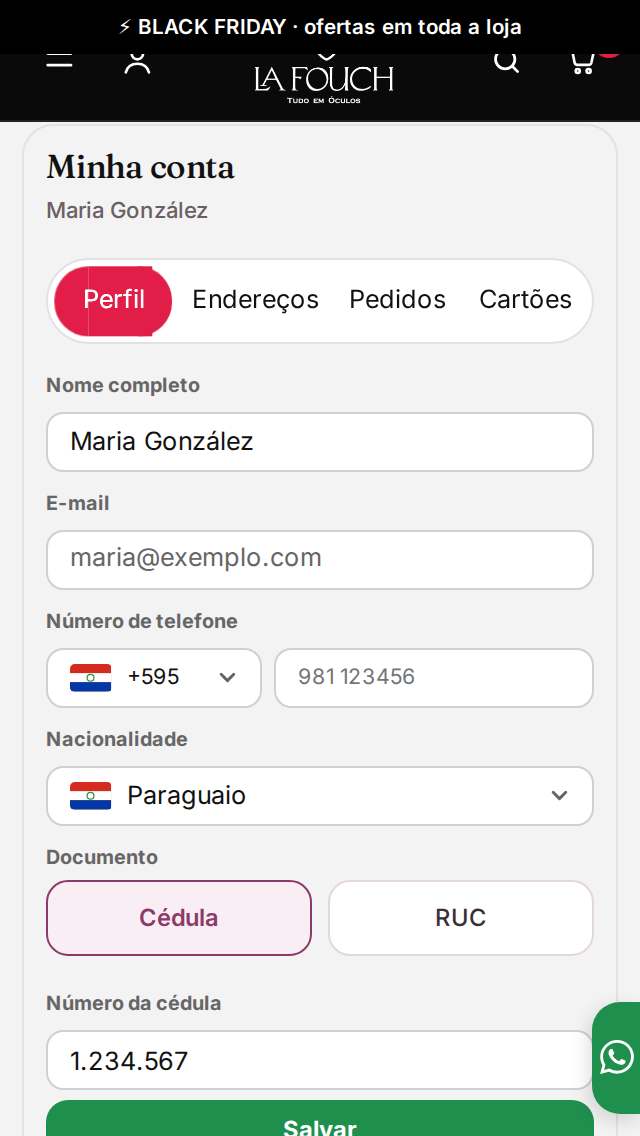 ⚡ BLACK FRIDAY · ofertas em toda a loja
LA FOUCH
Tudo em Óculos
Minha conta
Maria González
Perfil Endereços Pedidos Cartões
Nome completo
Maria González
E-mail
maria@exemplo.com
Número de telefone
+595 981 123456
Nacionalidade
Paraguaio
Documento
Cédula RUC
Número da cédula
1.234.567
Salvar